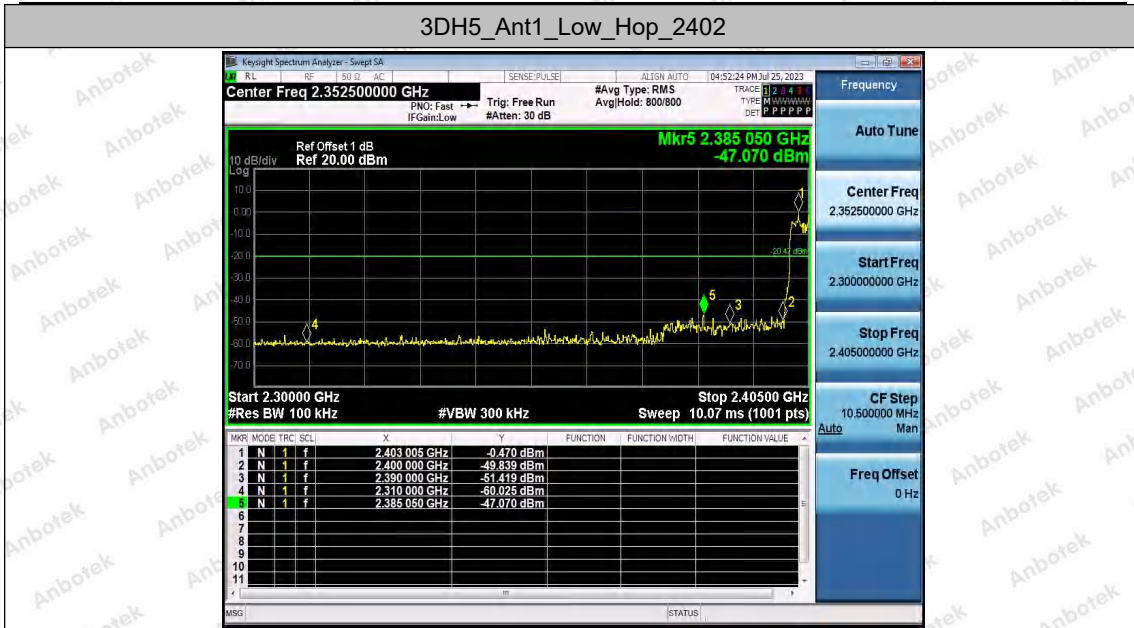 3DH5_Ant1_Low_Hop_2402
Keysight Spectrum Analyzer - Swept SA
RL RF 50 Ω AC SENSE:PULSE ALIGN AUTO 04:52:24 PM Jul 25, 2023
Center Freq 2.352500000 GHz
PNO: Fast
IFGain:Low
Trig: Free Run
#Atten: 30 dB
#Avg Type: RMS
Avg|Hold: 800/800
TRACE 1 2 3 4 5 6
TYPE M WWWWW
DET P P P P P P
Ref Offset 1 dB
10 dB/div Ref 20.00 dBm
Log
Mkr5 2.385 050 GHz
-47.070 dBm
10.0
0.00
-10.0
-20.0
-30.0
-40.0
-50.0
-60.0
-70.0
-20.47 dBm
1
2
3
4
5
Start 2.30000 GHz Stop 2.40500 GHz
#Res BW 100 kHz #VBW 300 kHz Sweep 10.07 ms (1001 pts)
MKR MODE TRC SCL X Y FUNCTION FUNCTION WIDTH FUNCTION VALUE
1 N 1 f 2.403 005 GHz -0.470 dBm
2 N 1 f 2.400 000 GHz -49.839 dBm
3 N 1 f 2.390 000 GHz -51.419 dBm
4 N 1 f 2.310 000 GHz -60.025 dBm
5 N 1 f 2.385 050 GHz -47.070 dBm
6
7
8
9
10
11
MSG STATUS
Frequency
Auto Tune
Center Freq
2.352500000 GHz
Start Freq
2.300000000 GHz
Stop Freq
2.405000000 GHz
CF Step
10.500000 MHz
Auto Man
Freq Offset
0 Hz
Anbotek